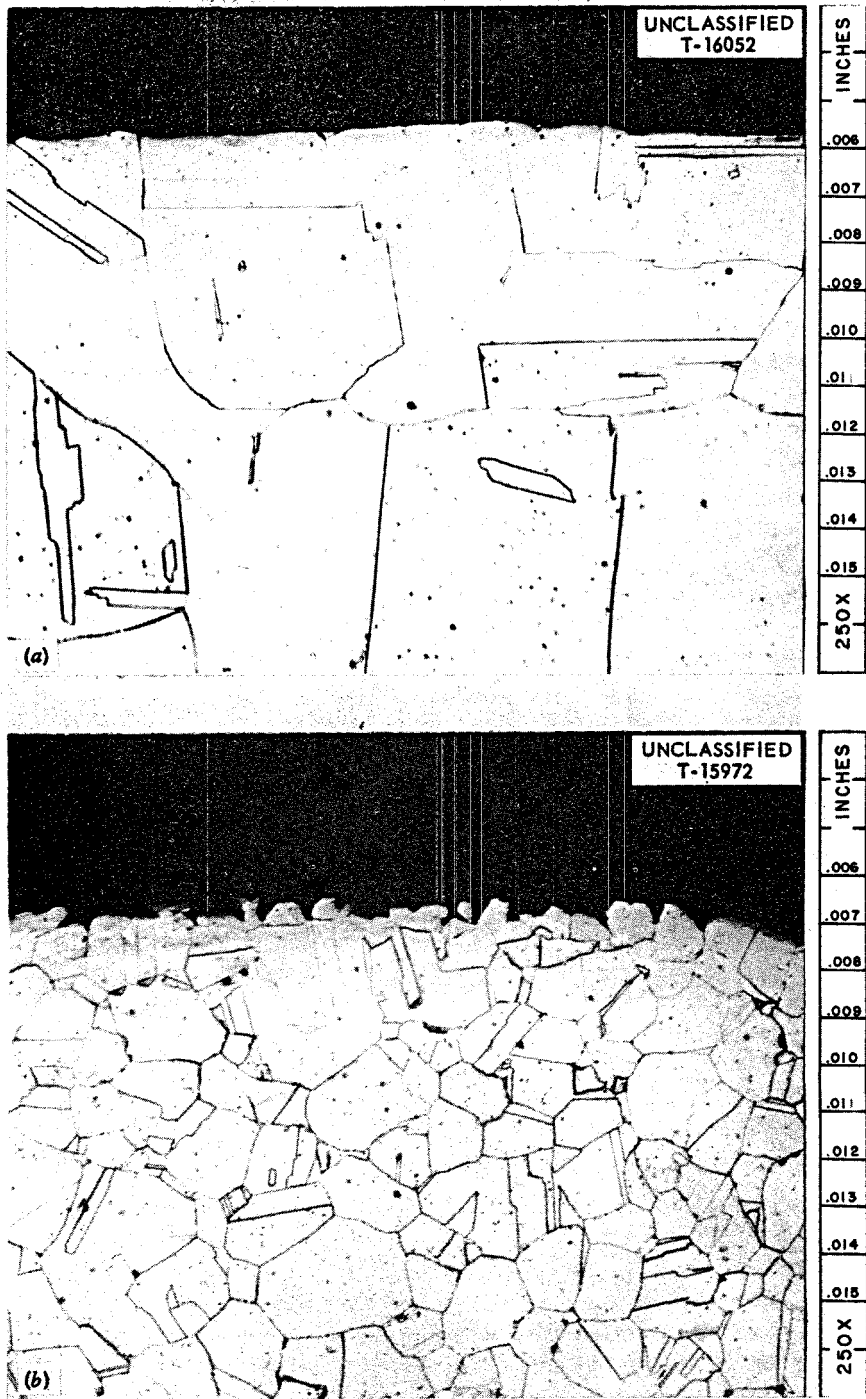 UNCLASSIFIED
T-16052
INCHES
.006
.007
.008
.009
.010
.011
.012
.013
.014
.015
250X
(a)
UNCLASSIFIED
T-15972
INCHES
.006
.007
.008
.009
.010
.011
.012
.013
.014
.015
250X
(b)